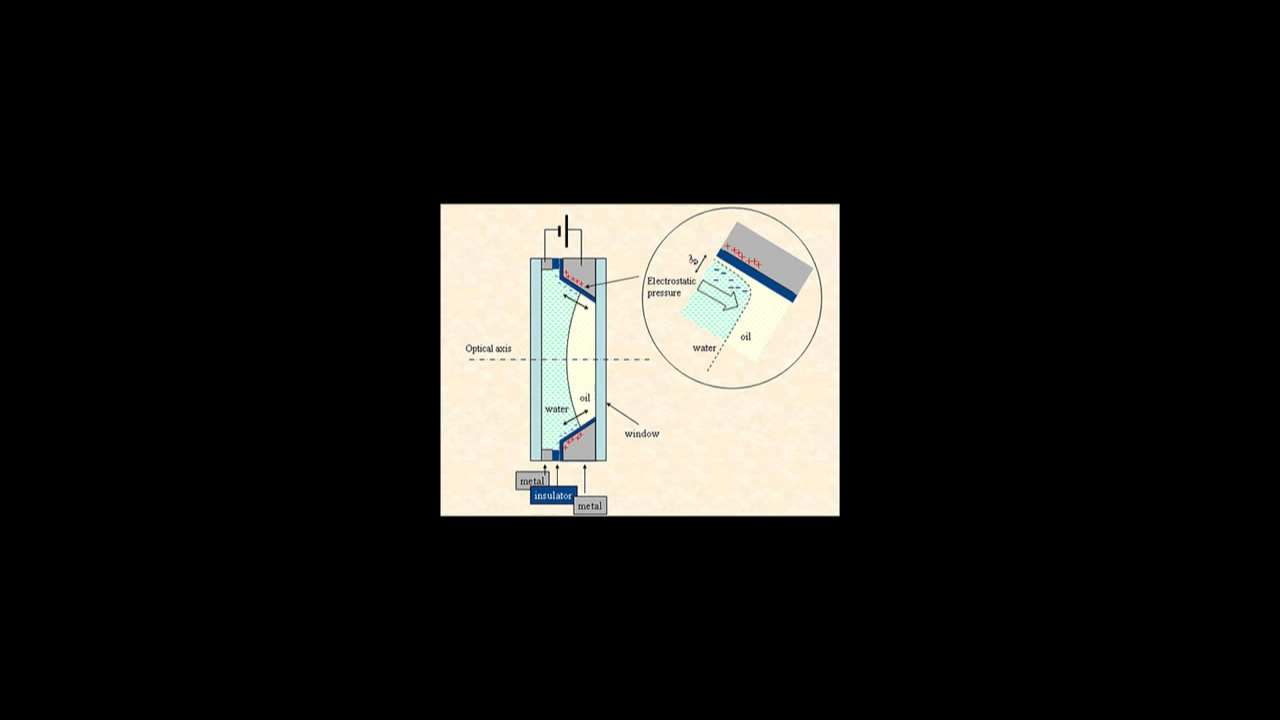 Electrostatic
pressure
water
oil
Optical axis
oil
water
window
metal
insulator
metal